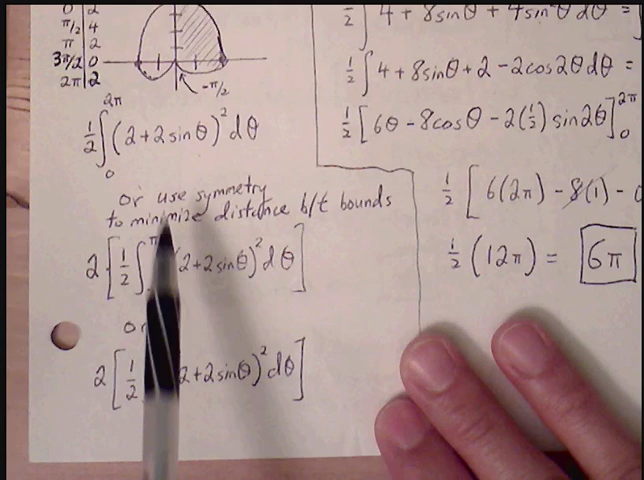 0 | 2
π/2 | 4
π | 2
3π/2 | 0
2π | 2
-π/2
1/2 ∫₀^2π (2+2sinθ)² dθ
or use symmetry
to minimize distance b/t bounds
2 [ 1/2 ∫ (2+2sinθ)² dθ ]
or
2 [ 1/2 2+2sinθ)² dθ ]
1/2 ∫ 4+8sinθ+4sin²θ dθ =
1/2 ∫ 4+8sinθ+2-2cos2θ dθ =
1/2 [ 6θ-8cosθ-2(1/2) sin2θ ]₀^2π
1/2 [ 6(2π) - 8(1) -
1/2 (12π) = 6π